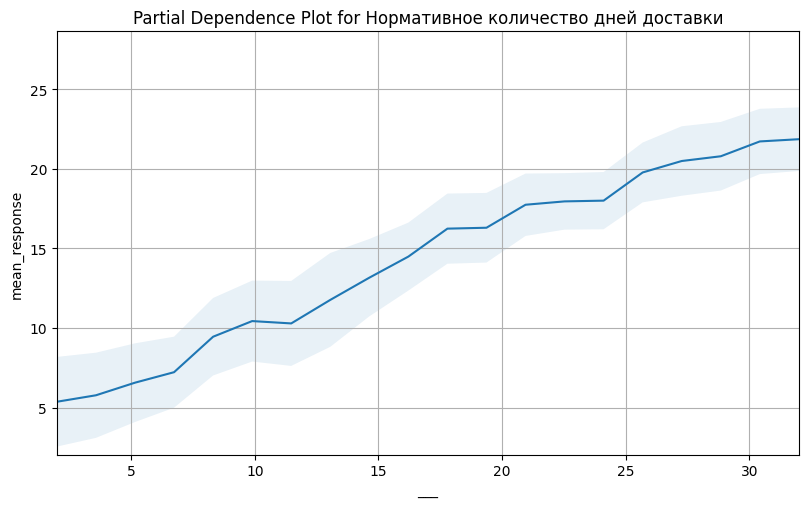 Partial Dependence Plot for Нормативное количество дней доставки
mean_response
25
20
15
10
5
5 10 15 20 25 30
___